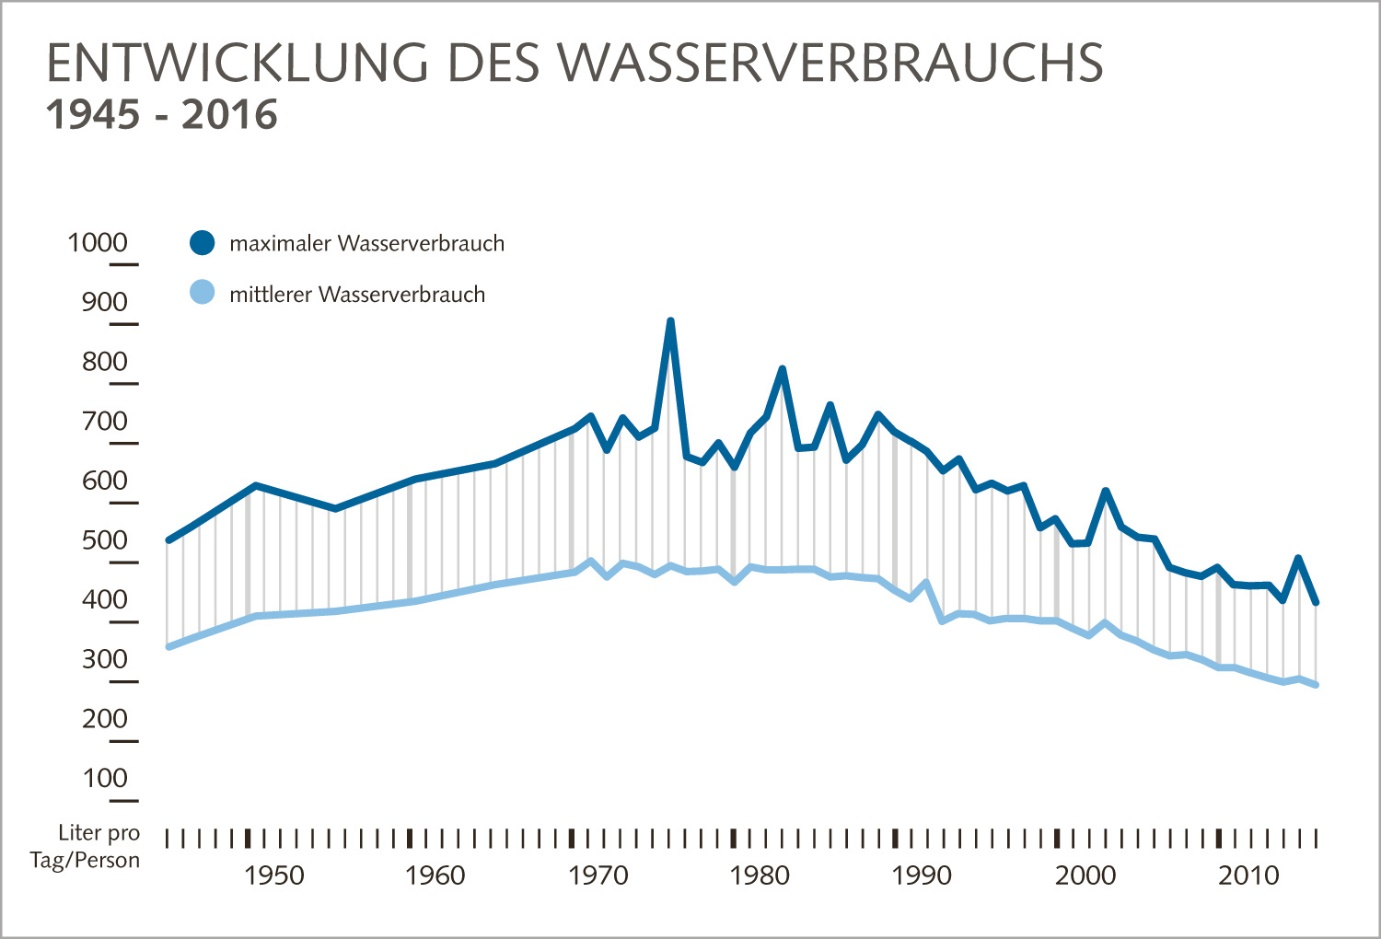 ENTWICKLUNG DES WASSERVERBRAUCHS
1945 - 2016
maximaler Wasserverbrauch
mittlerer Wasserverbrauch
1000
900
800
700
600
500
400
300
200
100
Liter pro
Tag/Person
1950 1960 1970 1980 1990 2000 2010